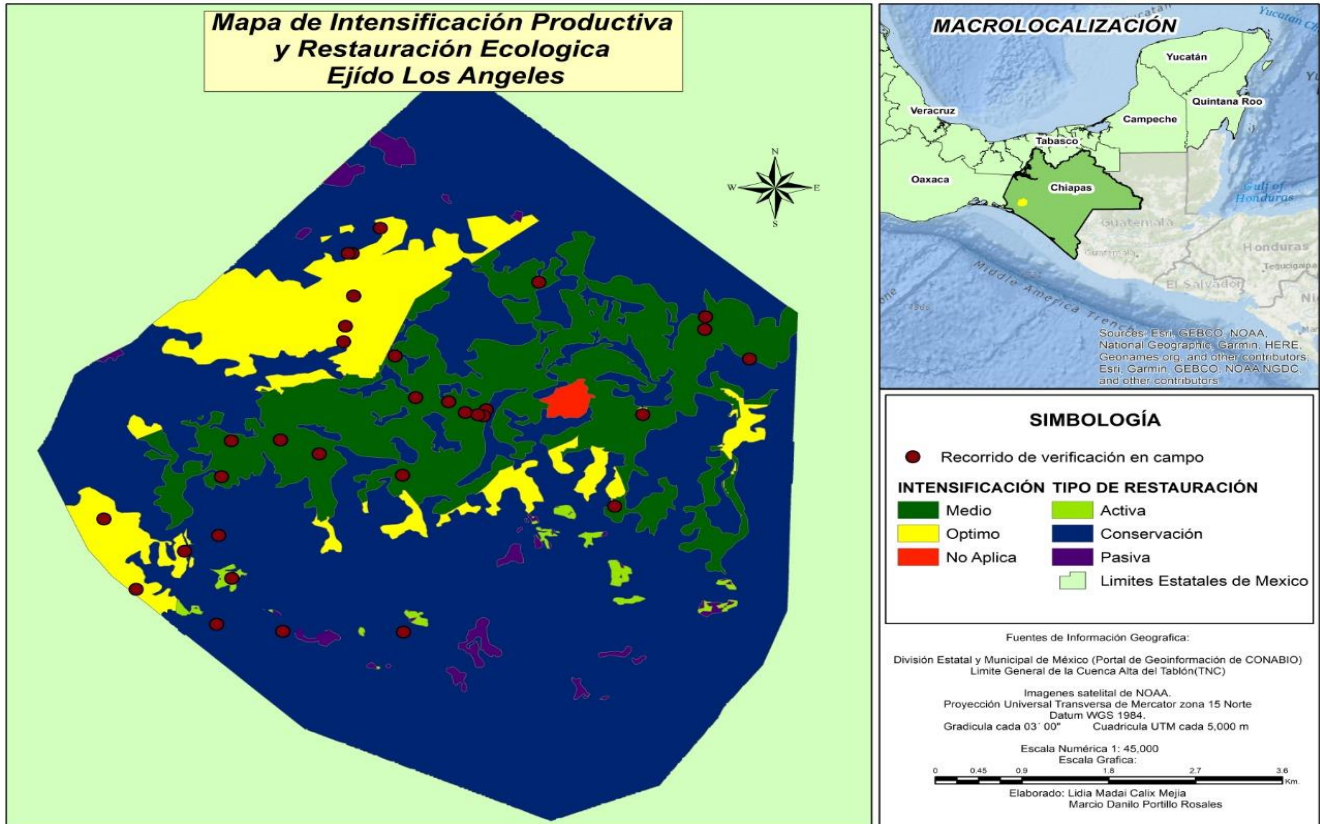 Mapa de Intensificación Productiva
y Restauración Ecologica
Ejído Los Angeles
N
W
E
S
MACROLOCALIZACIÓN
Yucatán
Quintana Roo
Campeche
Veracruz
Tabasco
Oaxaca
Chiapas
Gulf of
Honduras
Guatemala
Guatemala
Honduras
Tegucigalpa
El Salvador
Middle America Trench
Sources: Esri, GEBCO, NOAA,
National Geographic, Garmin, HERE,
Geonames.org, and other contributors
Esri, Garmin, GEBCO, NOAA NGDC,
and other contributors
SIMBOLOGÍA
Recorrido de verificación en campo
INTENSIFICACIÓN TIPO DE RESTAURACIÓN
Medio Activa
Optimo Conservación
No Aplica Pasiva
Limites Estatales de Mexico
Fuentes de Información Geografica:
División Estatal y Municipal de México (Portal de Geoinformación de CONABIO)
Limite General de la Cuenca Alta del Tablón(TNC)
Imagenes satelital de NOAA.
Proyección Universal Transversa de Mercator zona 15 Norte
Datum WGS 1984.
Gradicula cada 03´ 00" Cuadricula UTM cada 5,000 m
Escala Numérica 1: 45,000
Escala Grafica:
0 0.45 0.9 1.8 2.7 3.6
Km.
Elaborado: Lidia Madai Calix Mejia
Marcio Danilo Portillo Rosales